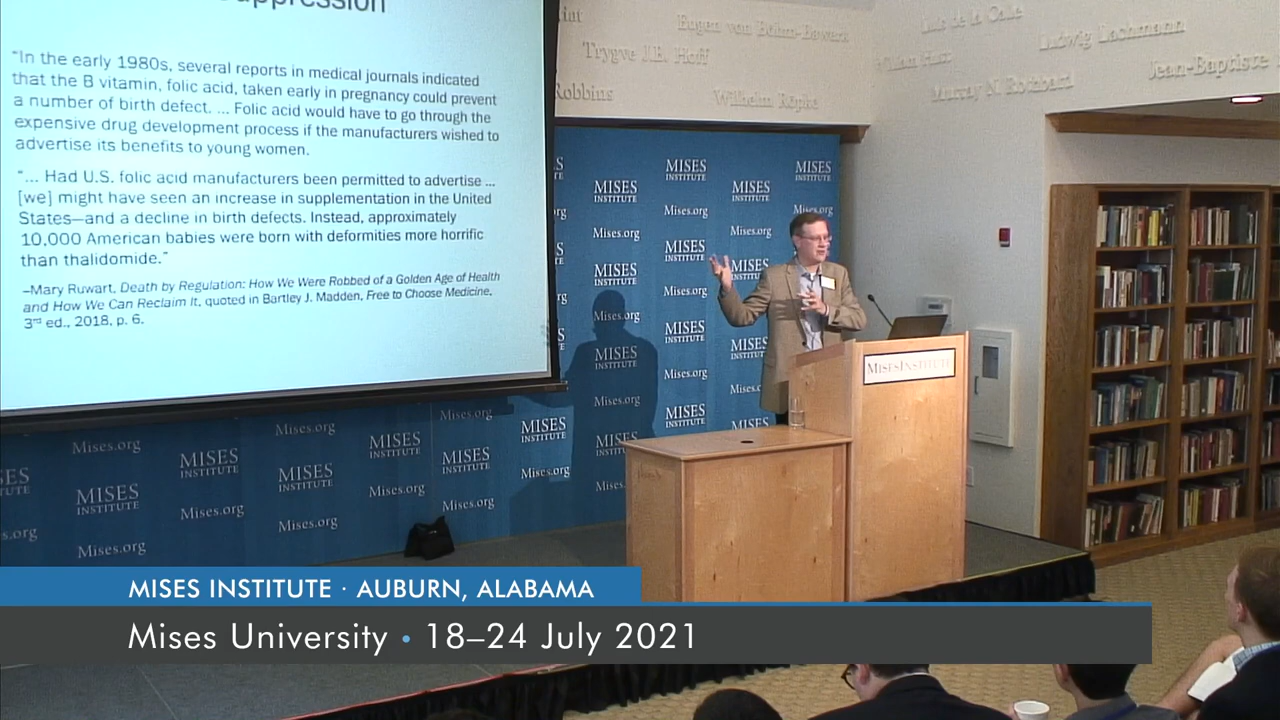 suppression
“In the early 1980s, several reports in medical journals indicated
that the B vitamin, folic acid, taken early in pregnancy could prevent
a number of birth defect. ... Folic acid would have to go through the
expensive drug development process if the manufacturers wished to
advertise its benefits to young women.
“... Had U.S. folic acid manufacturers been permitted to advertise ...
[we] might have seen an increase in supplementation in the United
States—and a decline in birth defects. Instead, approximately
10,000 American babies were born with deformities more horrific
than thalidomide.”
–Mary Ruwart, Death by Regulation: How We Were Robbed of a Golden Age of Health
and How We Can Reclaim It, quoted in Bartley J. Madden, Free to Choose Medicine,
3rd ed., 2018, p. 6.
Eugen von Böhm-Bawerk
Trygve J.B. Hoff
Robbins
Wilhelm Röpke
Ludwig Lachmann
Murray N. Rothbard
Jean-Baptiste
MISES
INSTITUTE
Mises.org
MISES INSTITUTE
MISES INSTITUTE · AUBURN, ALABAMA
Mises University • 18–24 July 2021